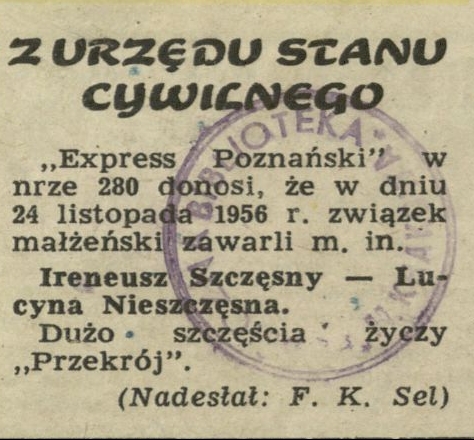 Z URZĘDU STANU
CYWILNEGO
„Express Poznański” w
nrze 280 donosi, że w dniu
24 listopada 1956 r. związek
małżeński zawarli m. in.
Ireneusz Szczęsny — Lu-
cyna Nieszczęsna.
Dużo szczęścia życzy
„Przekrój”.
(Nadesłał: F. K. Sel)
BIBLIOTEKA